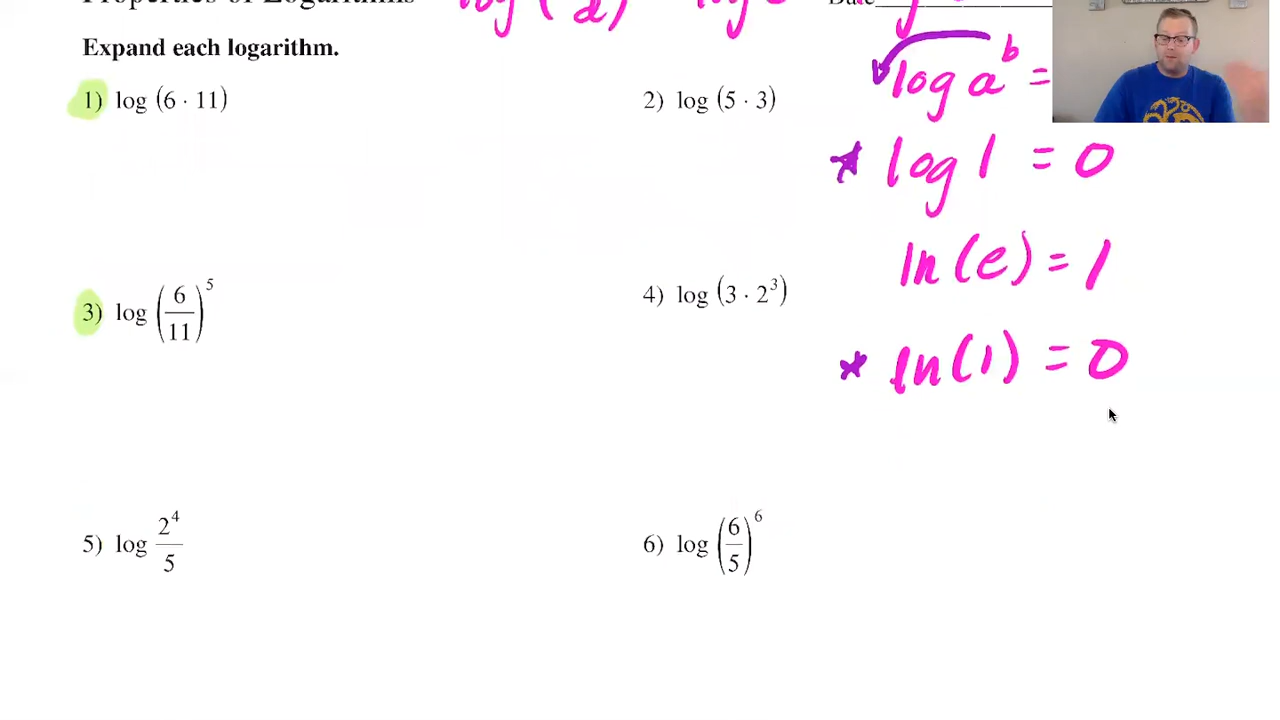 Properties of Logarithms
Date
Expand each logarithm.
log a^b =
1) log (6 · 11)
2) log (5 · 3)
* log 1 = 0
ln(e) = 1
3) log (6/11)^5
4) log (3 · 2^3)
* ln(1) = 0
5) log 2^4/5
6) log (6/5)^6